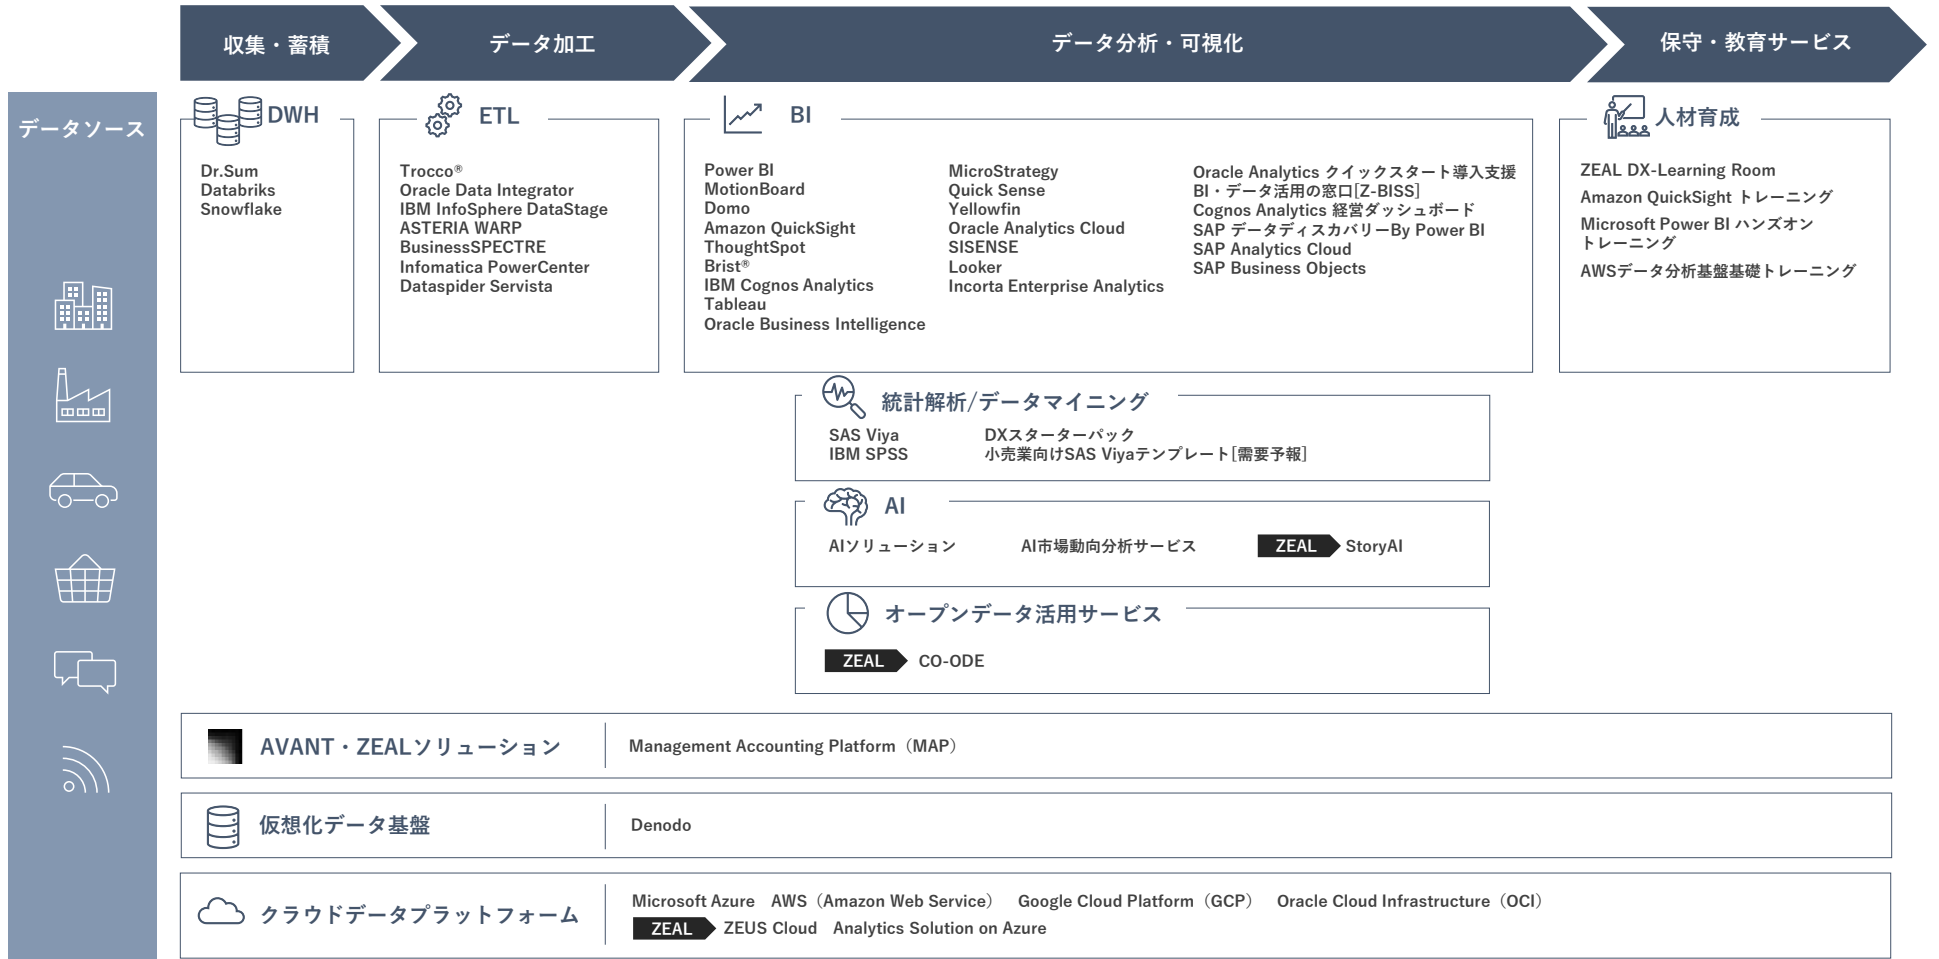 収集・蓄積
データ加工
データ分析・可視化
保守・教育サービス
データソース
DWH
Dr.Sum
Databriks
Snowflake
ETL
Trocco®
Oracle Data Integrator
IBM InfoSphere DataStage
ASTERIA WARP
BusinessSPECTRE
Infomatica PowerCenter
Dataspider Servista
BI
Power BI
MotionBoard
Domo
Amazon QuickSight
ThoughtSpot
Brist®
IBM Cognos Analytics
Tableau
Oracle Business Intelligence
MicroStrategy
Quick Sense
Yellowfin
Oracle Analytics Cloud
SISENSE
Looker
Incorta Enterprise Analytics
Oracle Analytics クイックスタート導入支援
BI・データ活用の窓口[Z-BISS]
Cognos Analytics 経営ダッシュボード
SAP データディスカバリーBy Power BI
SAP Analytics Cloud
SAP Business Objects
人材育成
ZEAL DX-Learning Room
Amazon QuickSight トレーニング
Microsoft Power BI ハンズオン
トレーニング
AWSデータ分析基盤基礎トレーニング
統計解析/データマイニング
SAS Viya
IBM SPSS
DXスターターパック
小売業向けSAS Viyaテンプレート[需要予報]
AI
AIソリューション
AI市場動向分析サービス
ZEAL StoryAI
オープンデータ活用サービス
ZEAL CO-ODE
AVANT・ZEALソリューション
Management Accounting Platform（MAP）
仮想化データ基盤
Denodo
クラウドデータプラットフォーム
Microsoft Azure　AWS（Amazon Web Service）　Google Cloud Platform（GCP）　Oracle Cloud Infrastructure（OCI）
ZEAL ZEUS Cloud　Analytics Solution on Azure